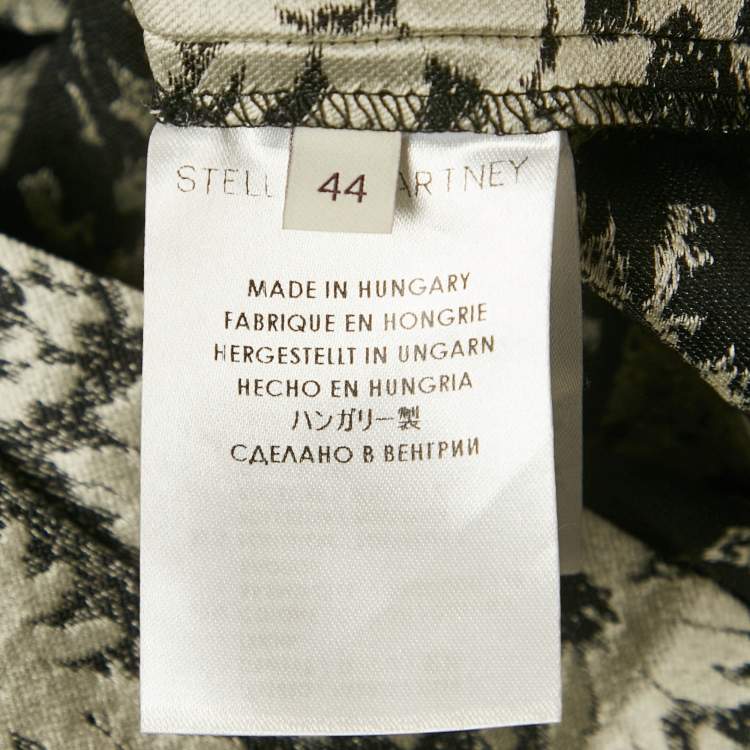 STELL ARTNEY
44
MADE IN HUNGARY
FABRIQUE EN HONGRIE
HERGESTELLT IN UNGARN
HECHO EN HUNGRIA
ハンガリー製
СДЕЛАНО В ВЕНГРИИ